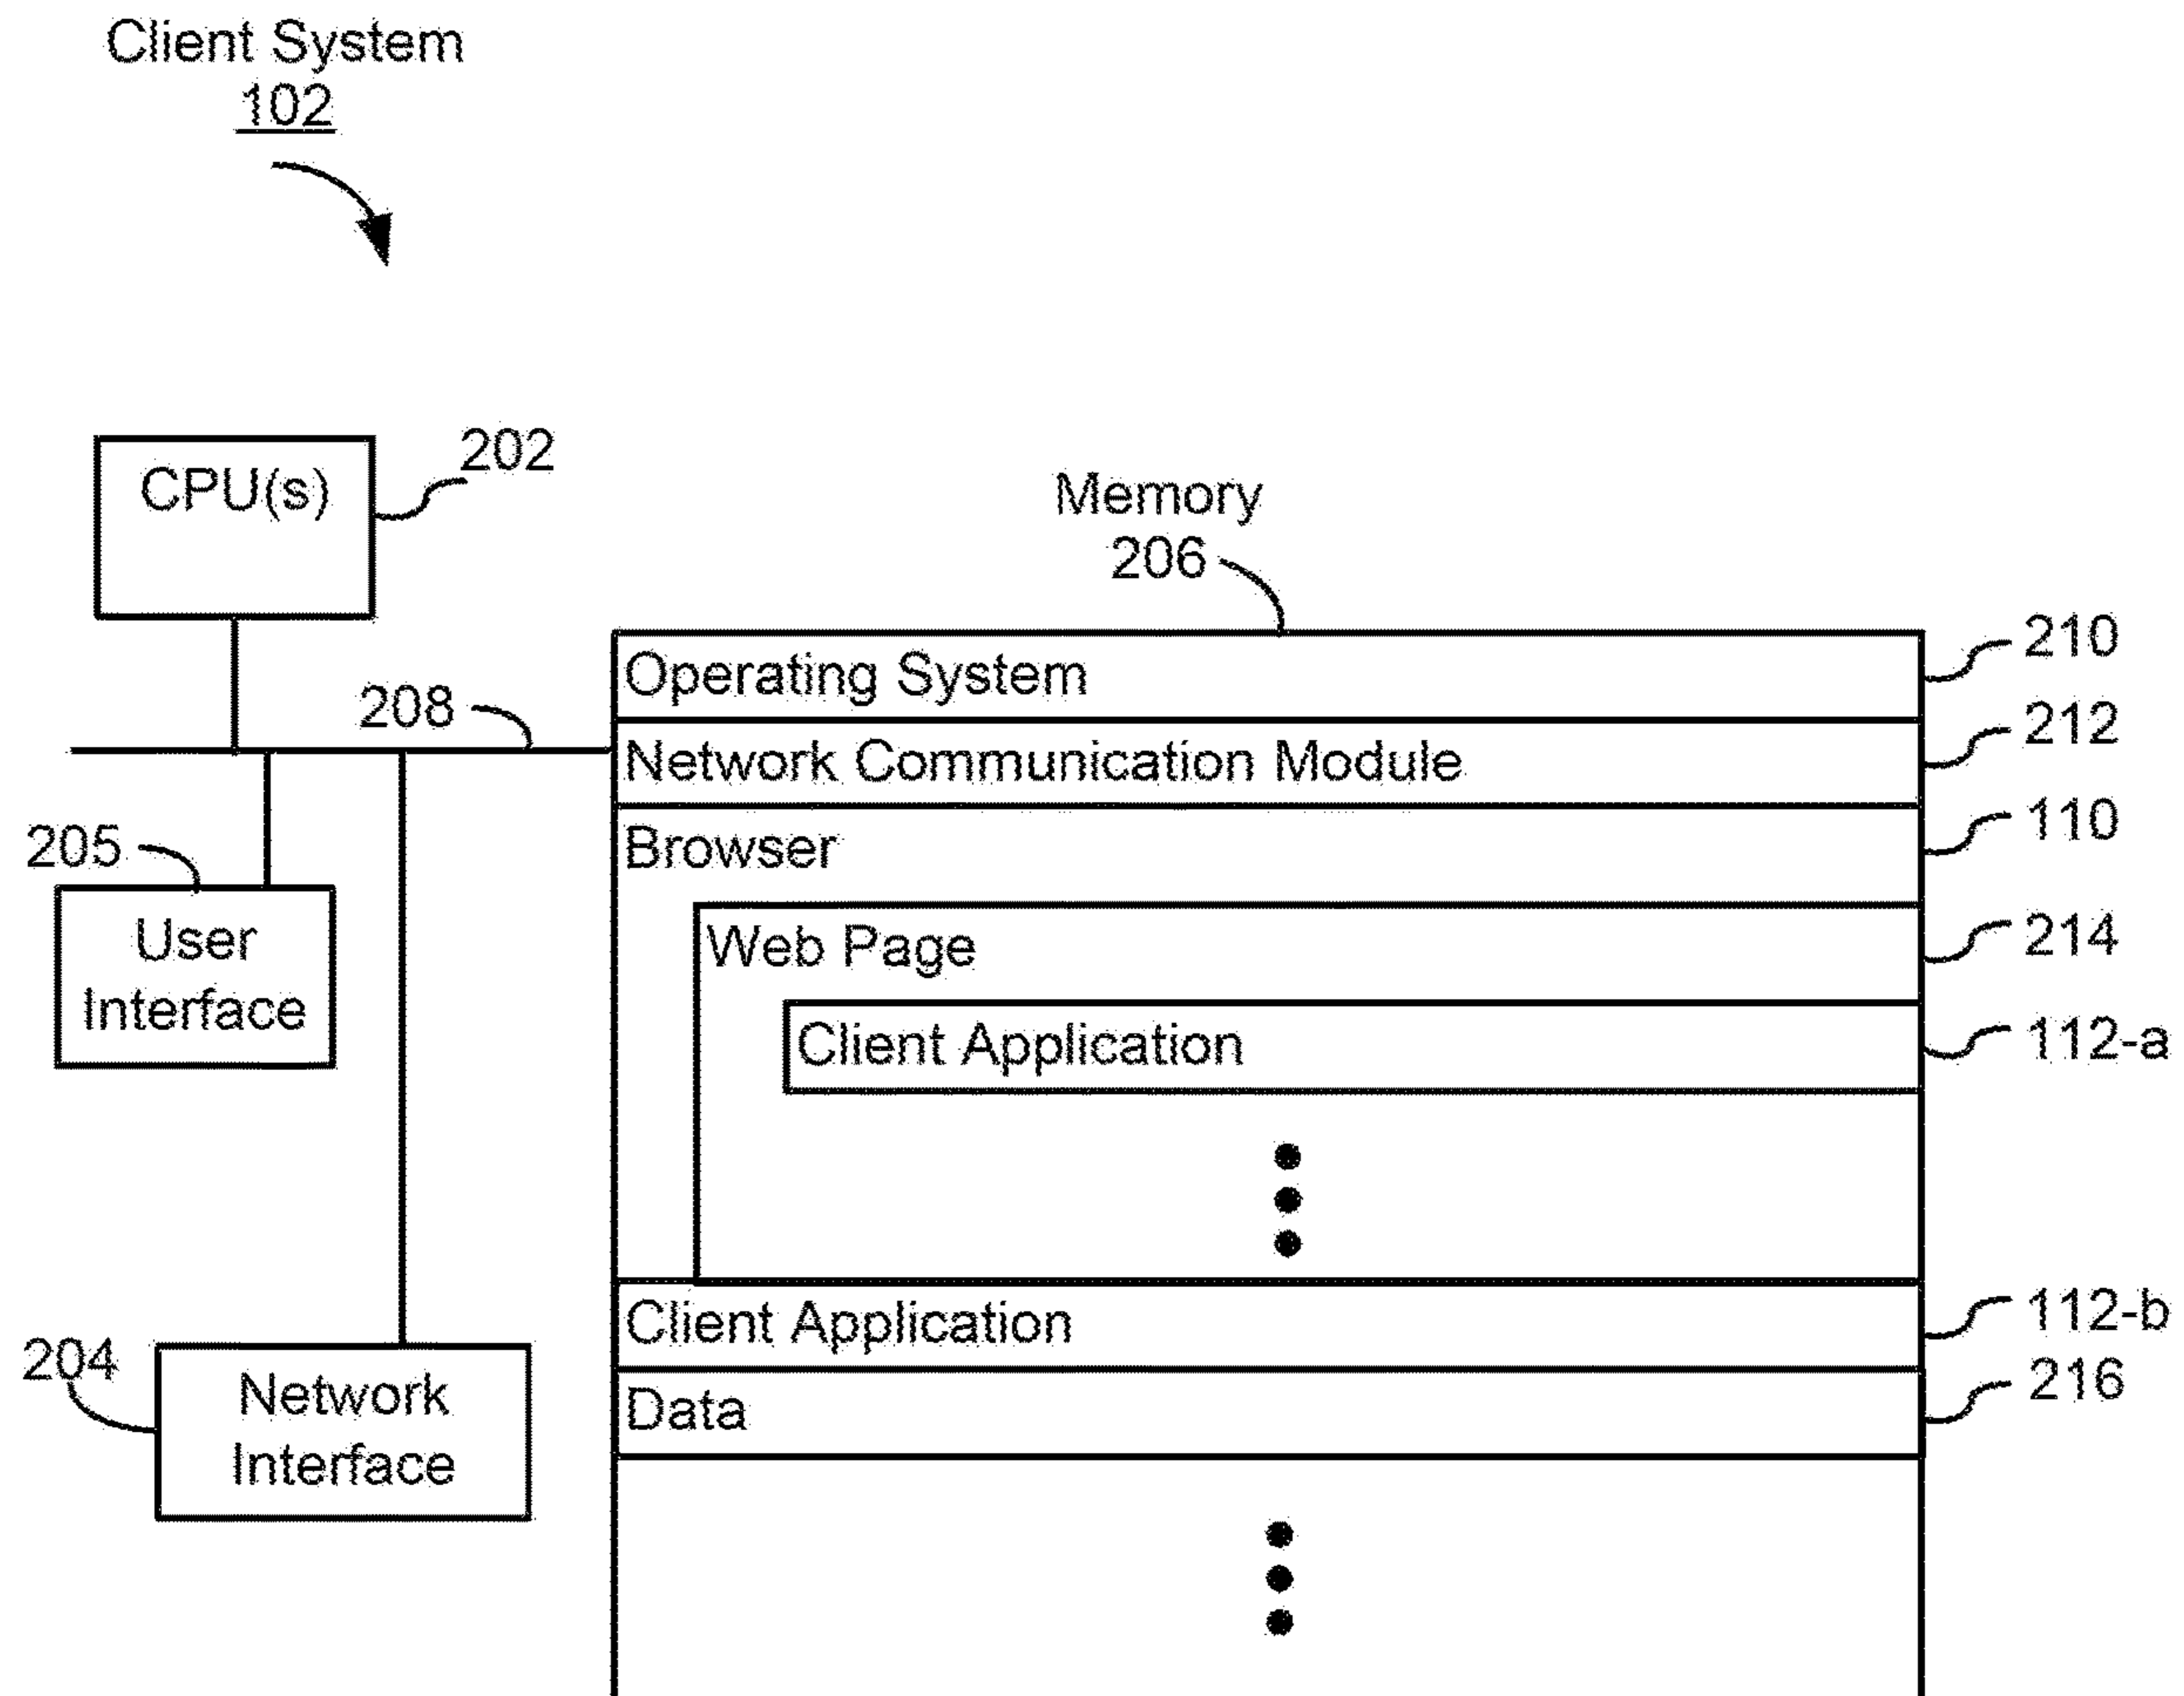 Client System
102
CPU(s)
202
Memory
206
Operating System
210
208
Network Communication Module
212
Browser
110
205
User
Interface
Web Page
214
Client Application
112-a
Client Application
112-b
204
Network
Interface
Data
216